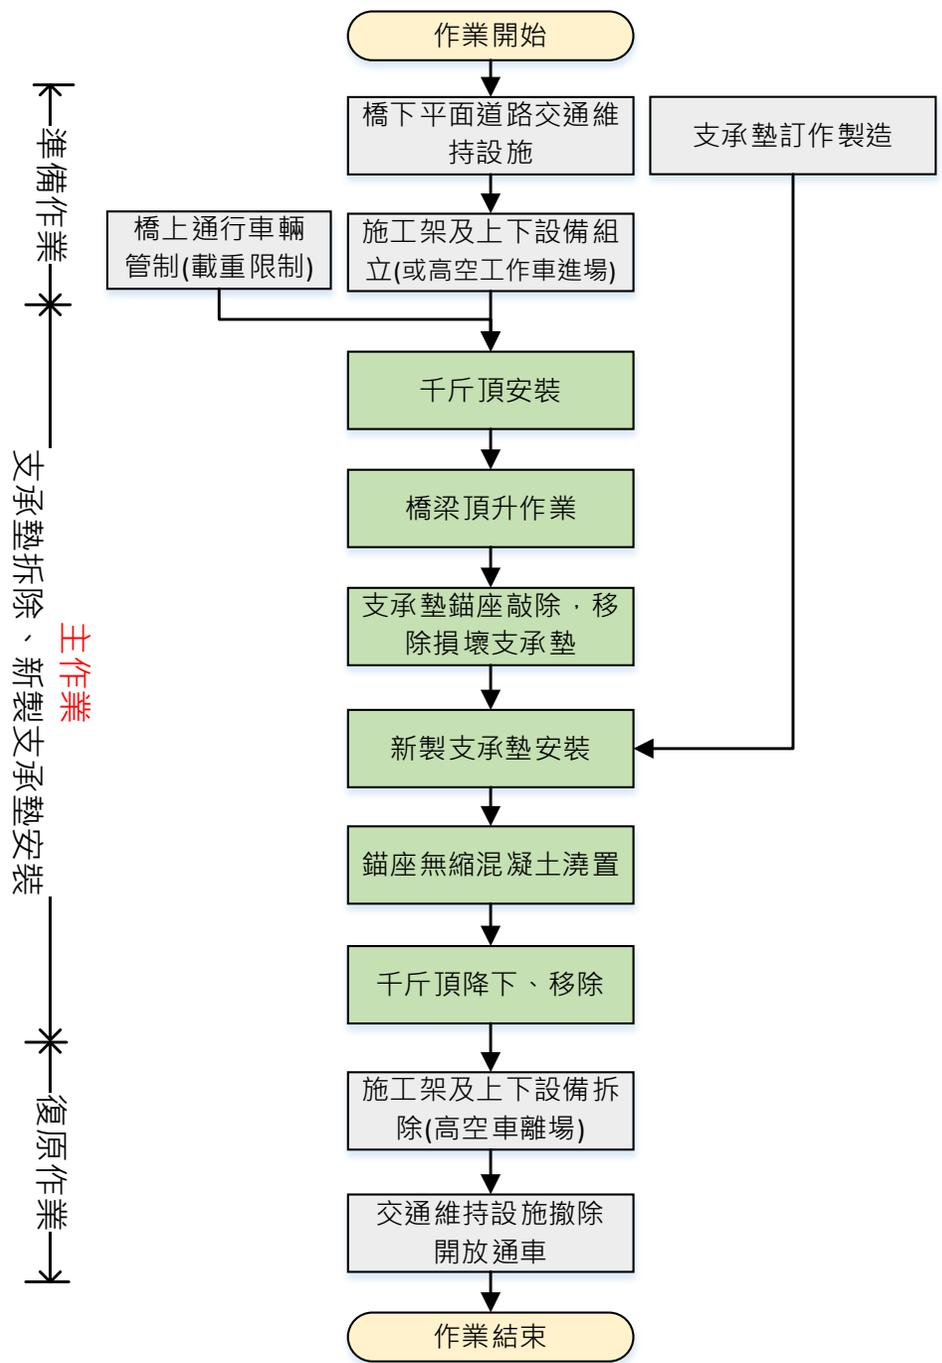 作業開始
橋下平面道路交通維
持設施
支承墊訂作製造
準備作業
橋上通行車輛
管制(載重限制)
施工架及上下設備組
立(或高空工作車進場)
千斤頂安裝
橋梁頂升作業
支承墊錨座敲除，移
除損壞支承墊
主作業
支承墊拆除、新製支承墊安裝
新製支承墊安裝
錨座無縮混凝土澆置
千斤頂降下、移除
施工架及上下設備拆
除(高空車離場)
復原作業
交通維持設施撤除
開放通車
作業結束